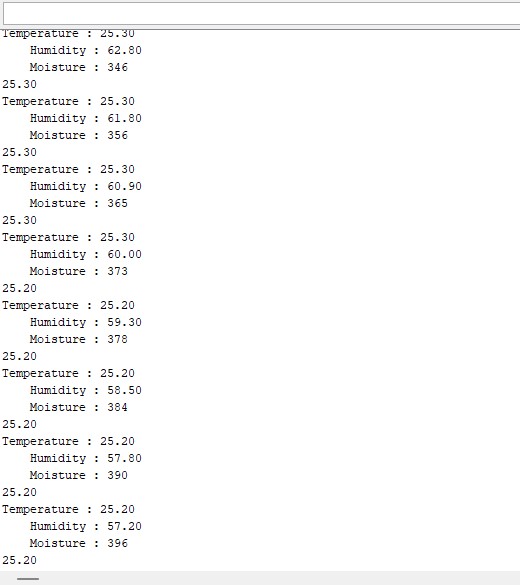 Temperature : 25.30
Humidity : 62.80
Moisture : 346
25.30
Temperature : 25.30
Humidity : 61.80
Moisture : 356
25.30
Temperature : 25.30
Humidity : 60.90
Moisture : 365
25.30
Temperature : 25.30
Humidity : 60.00
Moisture : 373
25.20
Temperature : 25.20
Humidity : 59.30
Moisture : 378
25.20
Temperature : 25.20
Humidity : 58.50
Moisture : 384
25.20
Temperature : 25.20
Humidity : 57.80
Moisture : 390
25.20
Temperature : 25.20
Humidity : 57.20
Moisture : 396
25.20